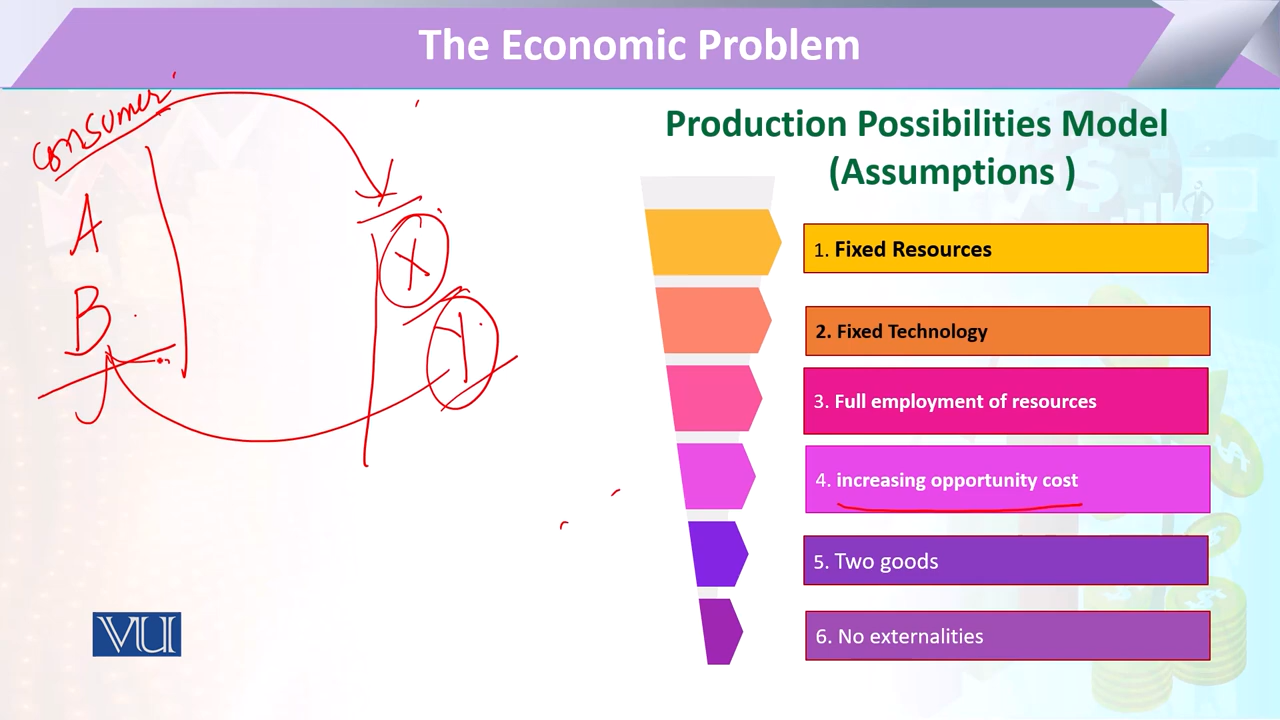 The Economic Problem
consumer
A
B
X
Y
Production Possibilities Model
(Assumptions )
1. Fixed Resources
2. Fixed Technology
3. Full employment of resources
4. increasing opportunity cost
5. Two goods
6. No externalities
VU